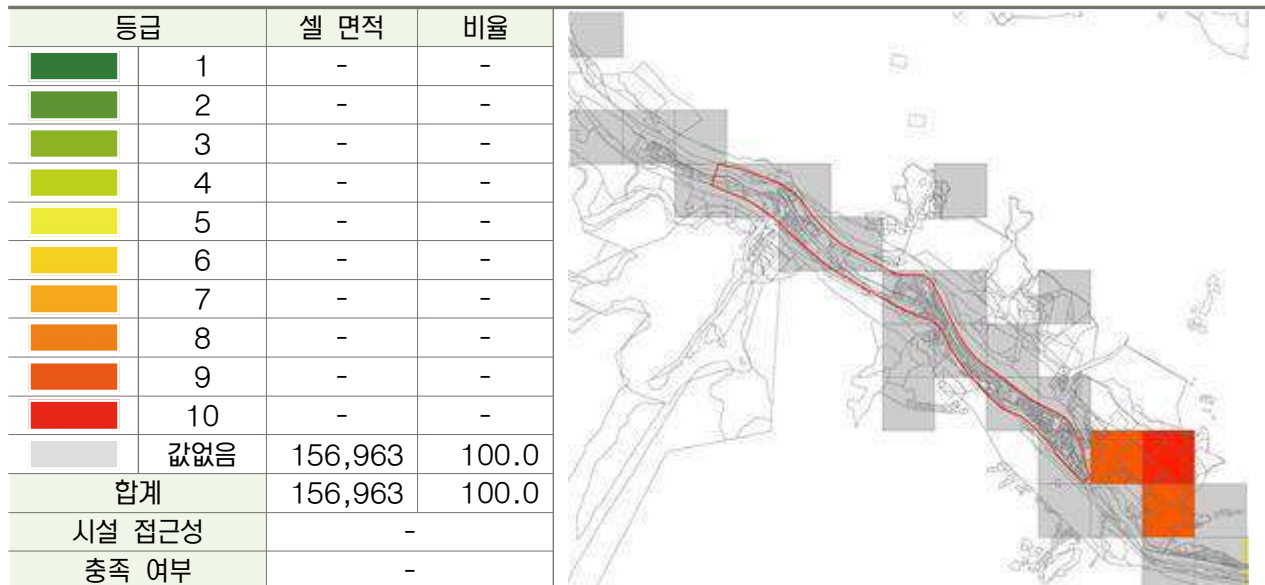 등급 셀 면적 비율
1 - -
2 - -
3 - -
4 - -
5 - -
6 - -
7 - -
8 - -
9 - -
10 - -
값없음 156,963 100.0
합계 156,963 100.0
시설 접근성 -
충족 여부 -